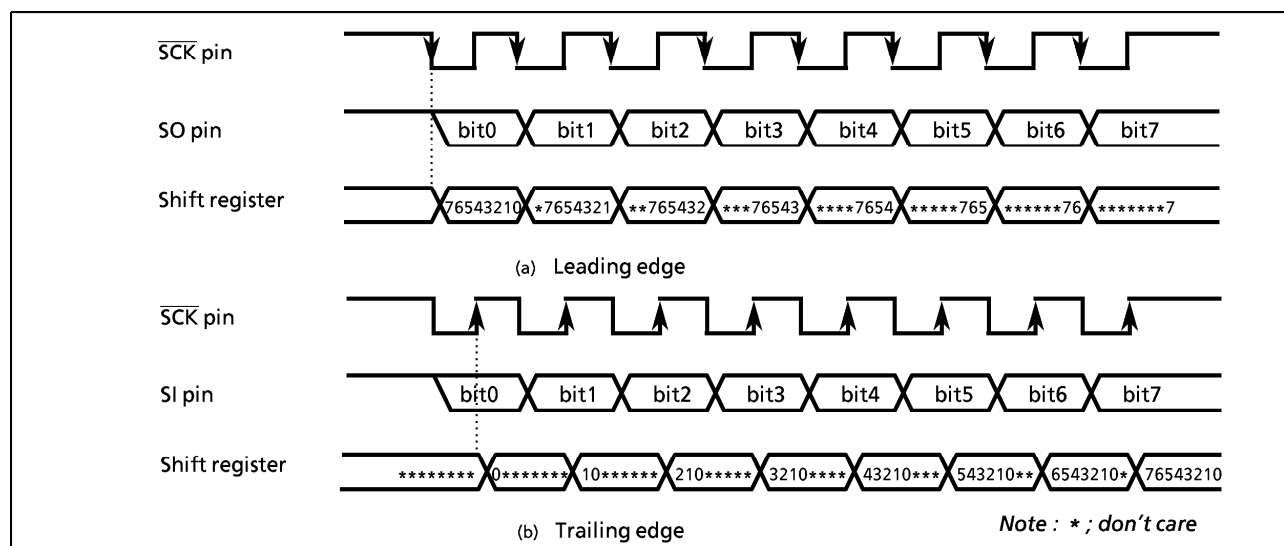 S̅C̅K̅ pin
SO pin
bit0 bit1 bit2 bit3 bit4 bit5 bit6 bit7
Shift register
76543210 *7654321 **765432 ***76543 ****7654 *****765 ******76 *******7
(a) Leading edge
S̅C̅K̅ pin
SI pin
bit0 bit1 bit2 bit3 bit4 bit5 bit6 bit7
Shift register
******** 0******* 10****** 210***** 3210**** 43210*** 543210** 6543210* 76543210
(b) Trailing edge
Note : * ; don't care